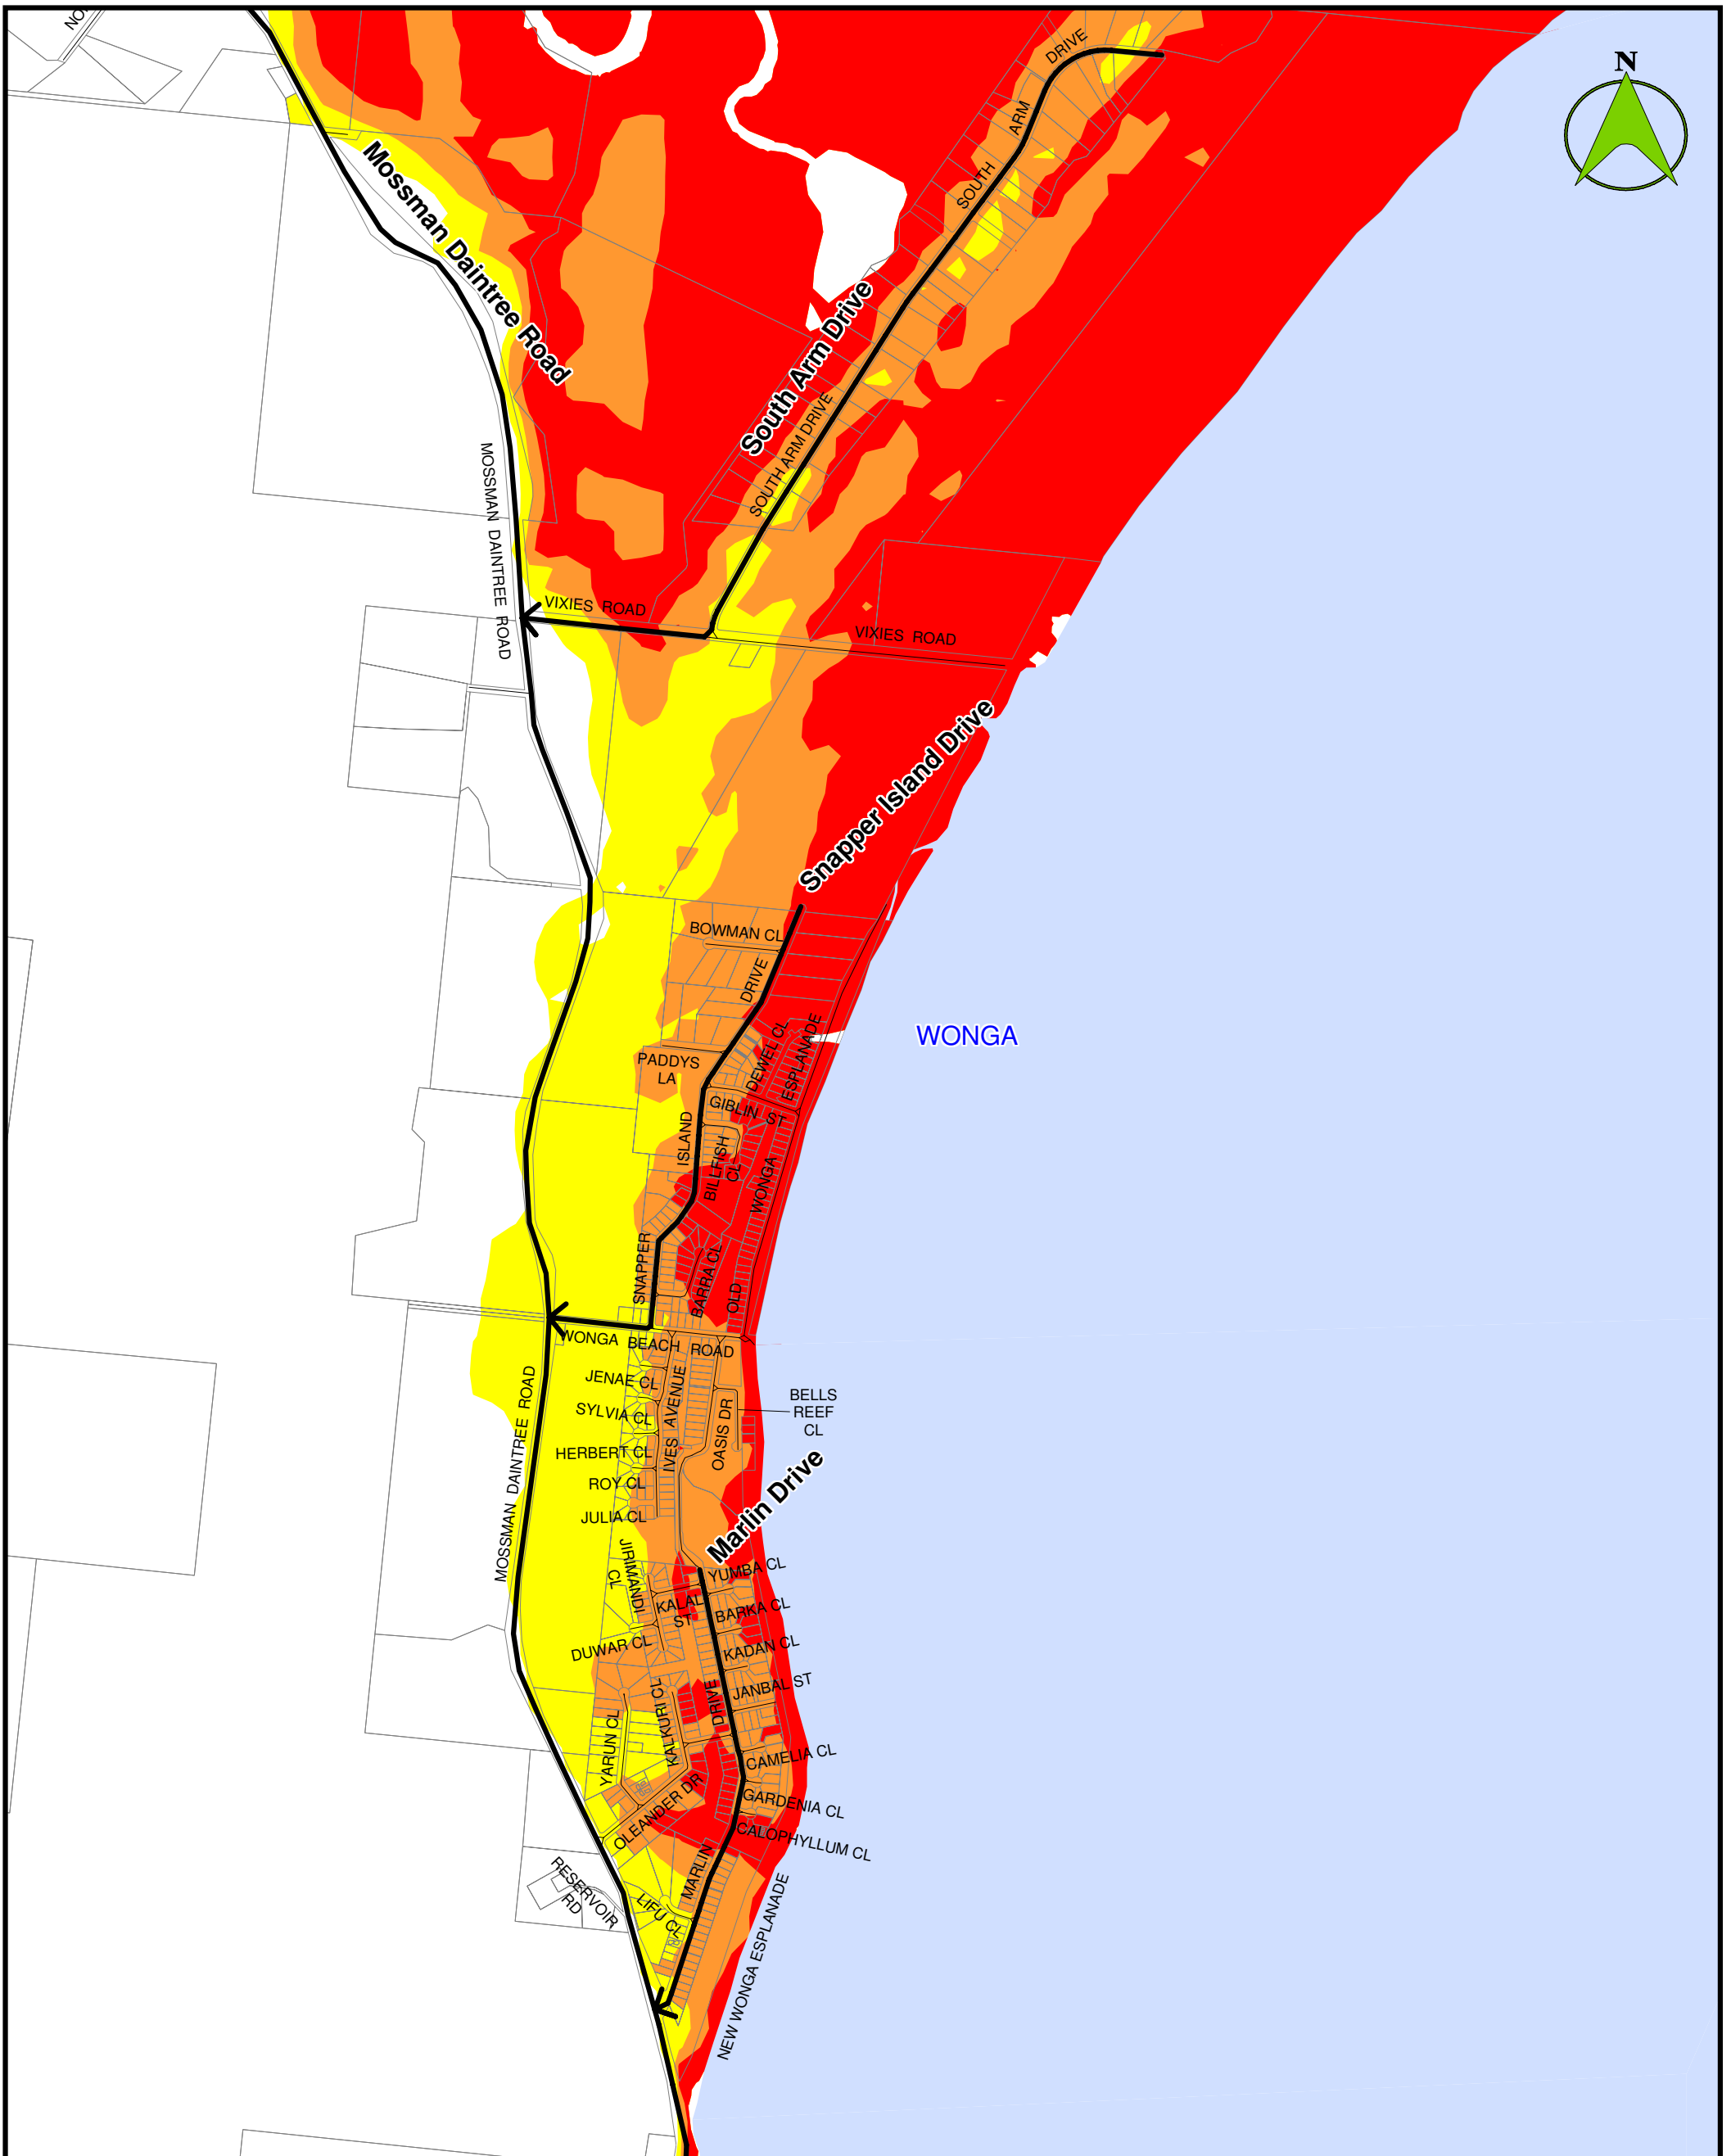 NO
N
DRIVE
ARM
SOUTH
Mossman Daintree Road
South Arm Drive
SOUTH ARM DRIVE
MOSSMAN DAINTREE ROAD
VIXIES ROAD
VIXIES ROAD
Snapper Island Drive
BOWMAN CL
DRIVE
WONGA
DEWEL CL
ESPLANADE
PADDYS
LA
GIBLIN ST
ISLAND
BILLFISH
CL
WONGA
SNAPPER
BARRA CL
OLD
WONGA BEACH ROAD
JENAE CL
MOSSMAN DAINTREE ROAD
IVES AVENUE
BELLS
REEF
CL
SYLVIA CL
OASIS DR
HERBERT CL
ROY CL
Marlin Drive
JULIA CL
JIRIMANDI
CL
YUMBA CL
KALAL
ST
BARKA CL
DUWAR CL
KADAN CL
JANBAL ST
DRIVE
KALKURI CL
YARUN CL
CAMELIA CL
OLEANDER DR
GARDENIA CL
CALOPHYLLUM CL
MARLIN
RESERVOIR
RD
LIFU CL
NEW WONGA ESPLANADE